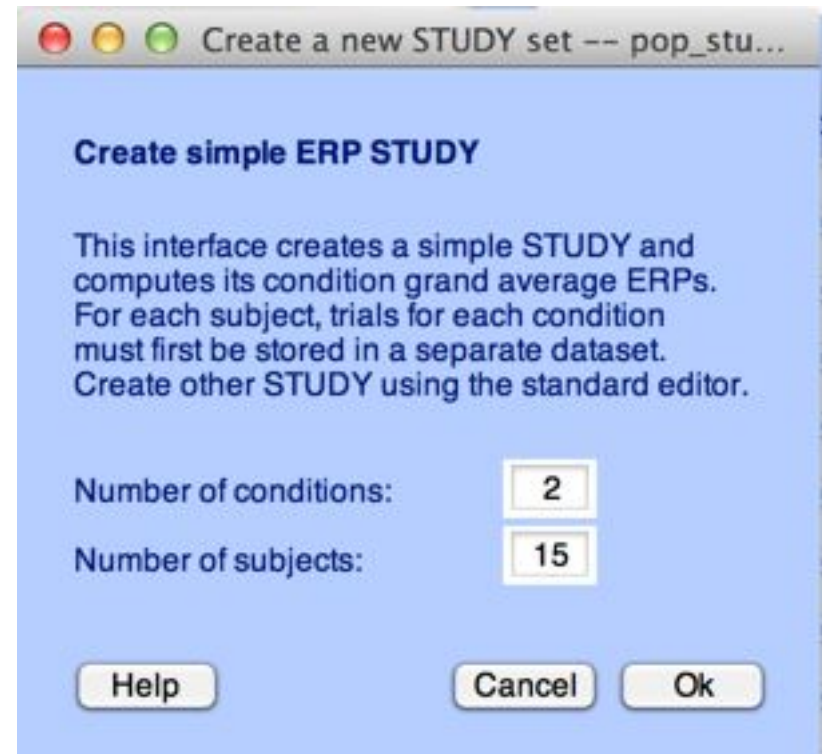 Create a new STUDY set -- pop_stu...
Create simple ERP STUDY
This interface creates a simple STUDY and
computes its condition grand average ERPs.
For each subject, trials for each condition
must first be stored in a separate dataset.
Create other STUDY using the standard editor.
Number of conditions: 2
Number of subjects: 15
Help Cancel Ok